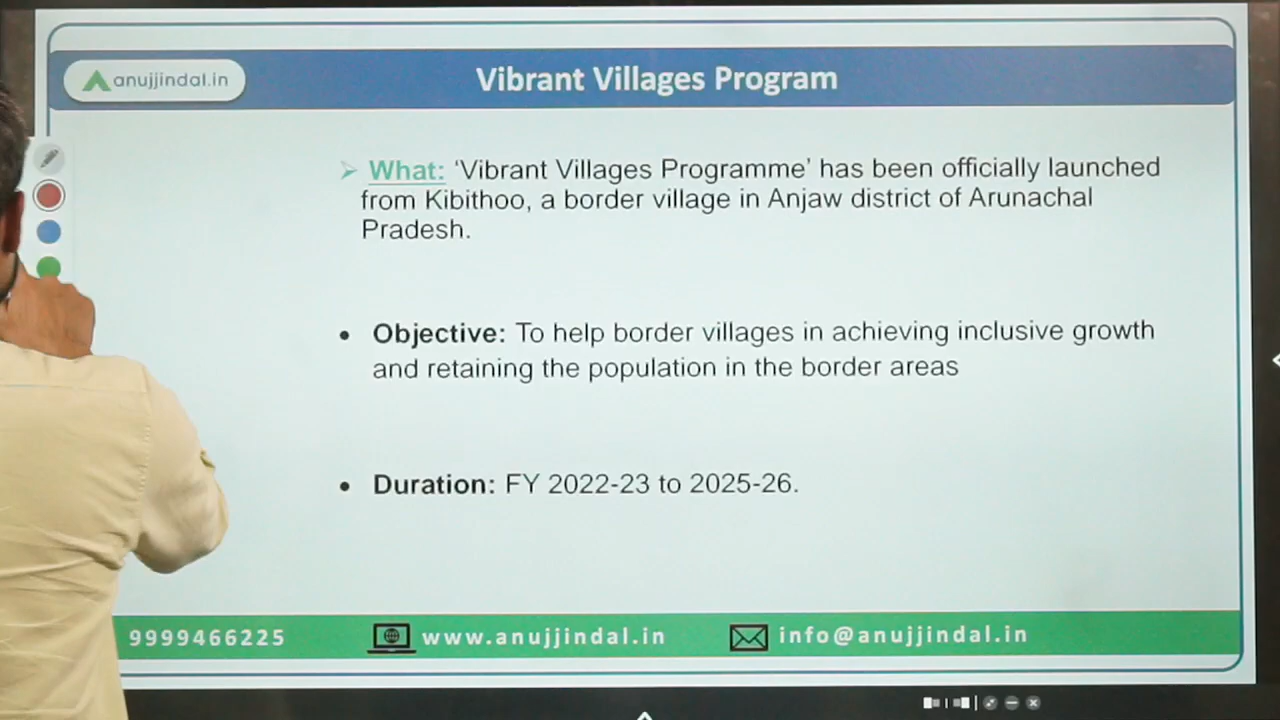 anujjindal.in
Vibrant Villages Program
What: ‘Vibrant Villages Programme’ has been officially launched
from Kibithoo, a border village in Anjaw district of Arunachal
Pradesh.
Objective: To help border villages in achieving inclusive growth
and retaining the population in the border areas
Duration: FY 2022-23 to 2025-26.
9999466225 www.anujjindal.in info@anujjindal.in